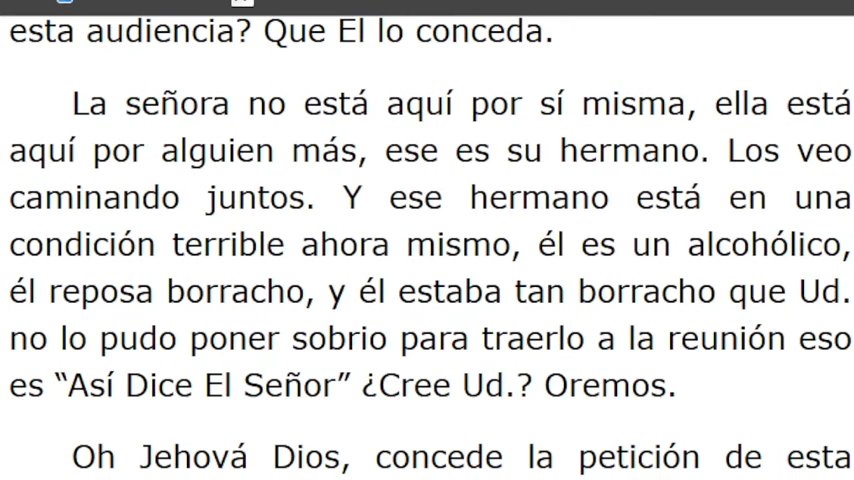 esta audiencia? Que El lo conceda.
La señora no está aquí por sí misma, ella está
aquí por alguien más, ese es su hermano. Los veo
caminando juntos. Y ese hermano está en una
condición terrible ahora mismo, él es un alcohólico,
él reposa borracho, y él estaba tan borracho que Ud.
no lo pudo poner sobrio para traerlo a la reunión eso
es “Así Dice El Señor” ¿Cree Ud.? Oremos.
Oh Jehová Dios, concede la petición de esta